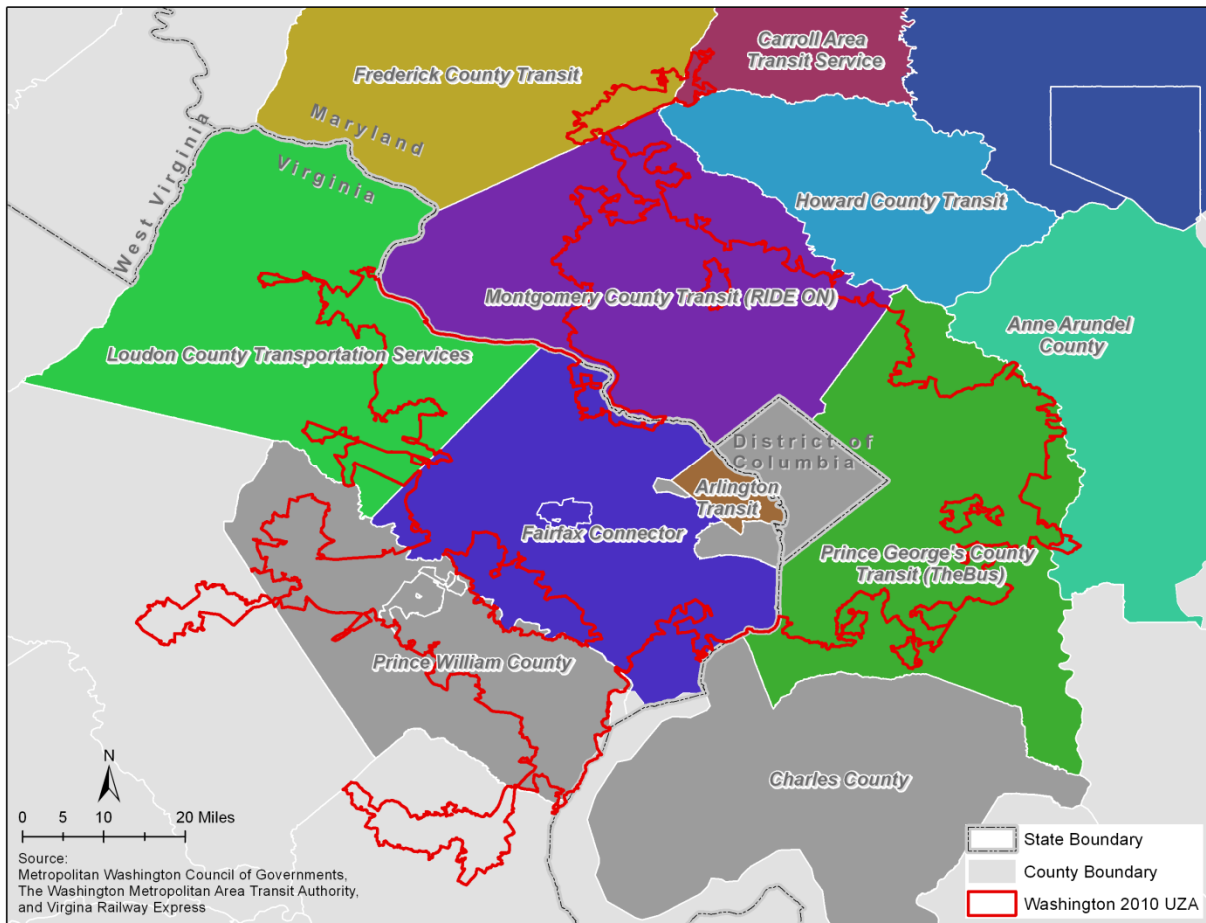 Carroll Area
Transit Service
Frederick County Transit
Maryland
Virginia
West Virginia
Howard County Transit
Montgomery County Transit (RIDE ON)
Anne Arundel
County
Loudon County Transportation Services
District of
Columbia
Arlington
Transit
Fairfax Connector
Prince George's County
Transit (TheBus)
Prince William County
Charles County
N
0 5 10 20 Miles
Source:
Metropolitan Washington Council of Governments,
The Washington Metropolitan Area Transit Authority,
and Virgina Railway Express
State Boundary
County Boundary
Washington 2010 UZA